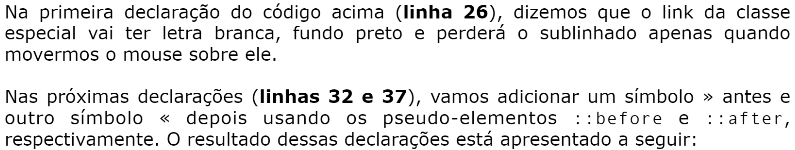 Na primeira declaração do código acima (linha 26), dizemos que o link da classe
especial vai ter letra branca, fundo preto e perderá o sublinhado apenas quando
movermos o mouse sobre ele.
Nas próximas declarações (linhas 32 e 37), vamos adicionar um símbolo » antes e
outro símbolo « depois usando os pseudo-elementos ::before e ::after,
respectivamente. O resultado dessas declarações está apresentado a seguir: